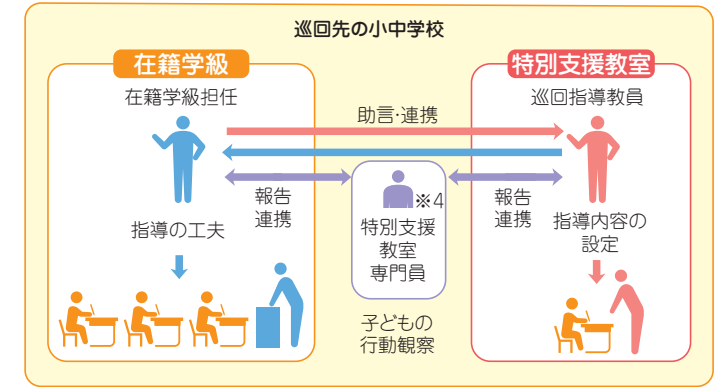 巡回先の小中学校
在籍学級
特別支援教室
在籍学級担任
巡回指導教員
助言・連携
報告
連携
※4
特別支援
教室
専門員
報告
連携
指導の工夫
指導内容の
設定
子どもの
行動観察